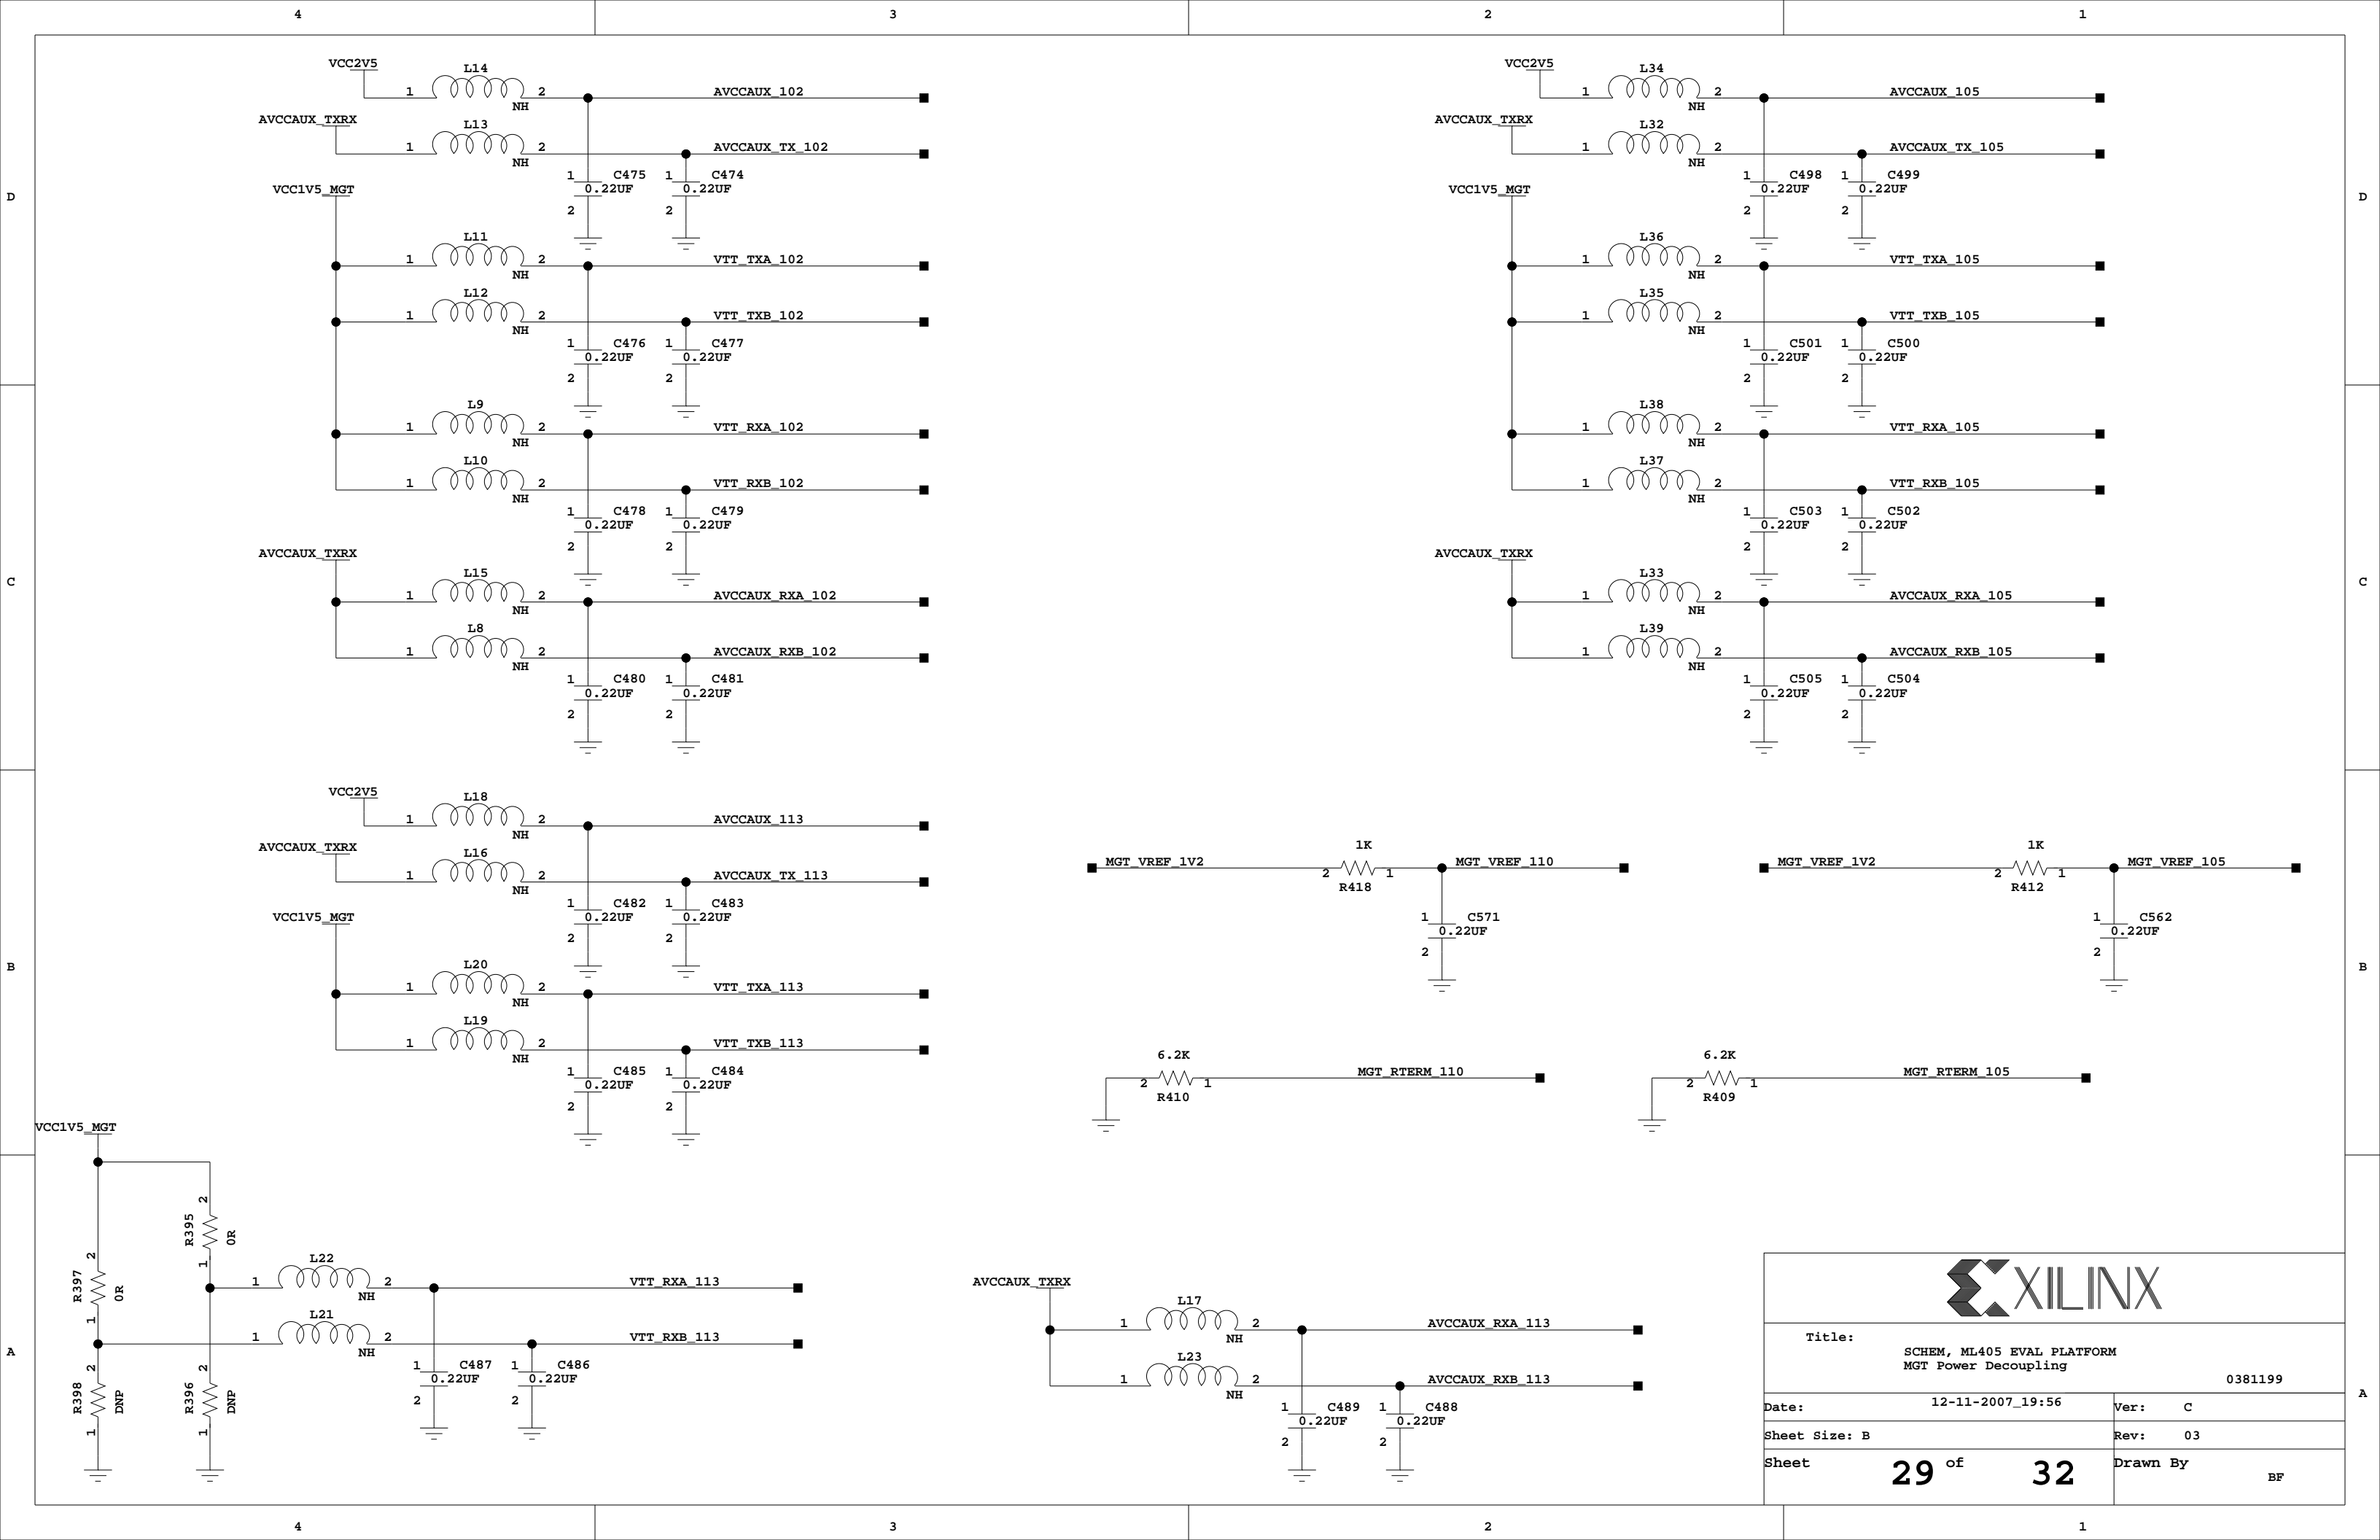 4 3 2 1
VCC2V5 L14 1 2 NH AVCCAUX_102
AVCCAUX_TXRX L13 1 2 NH AVCCAUX_TX_102
1 C475 0.22UF 2 1 C474 0.22UF 2
VCC1V5_MGT
L11 1 2 NH VTT_TXA_102
L12 1 2 NH VTT_TXB_102
1 C476 0.22UF 2 1 C477 0.22UF 2
L9 1 2 NH VTT_RXA_102
L10 1 2 NH VTT_RXB_102
1 C478 0.22UF 2 1 C479 0.22UF 2
AVCCAUX_TXRX
L15 1 2 NH AVCCAUX_RXA_102
L8 1 2 NH AVCCAUX_RXB_102
1 C480 0.22UF 2 1 C481 0.22UF 2
VCC2V5 L34 1 2 NH AVCCAUX_105
AVCCAUX_TXRX L32 1 2 NH AVCCAUX_TX_105
1 C498 0.22UF 2 1 C499 0.22UF 2
VCC1V5_MGT
L36 1 2 NH VTT_TXA_105
L35 1 2 NH VTT_TXB_105
1 C501 0.22UF 2 1 C500 0.22UF 2
L38 1 2 NH VTT_RXA_105
L37 1 2 NH VTT_RXB_105
1 C503 0.22UF 2 1 C502 0.22UF 2
AVCCAUX_TXRX
L33 1 2 NH AVCCAUX_RXA_105
L39 1 2 NH AVCCAUX_RXB_105
1 C505 0.22UF 2 1 C504 0.22UF 2
D D
C C
B B
A A
VCC2V5 L18 1 2 NH AVCCAUX_113
AVCCAUX_TXRX L16 1 2 NH AVCCAUX_TX_113
1 C482 0.22UF 2 1 C483 0.22UF 2
VCC1V5_MGT
L20 1 2 NH VTT_TXA_113
L19 1 2 NH VTT_TXB_113
1 C485 0.22UF 2 1 C484 0.22UF 2
MGT_VREF_1V2 2 1K R418 1 MGT_VREF_110
1 C571 0.22UF 2
MGT_VREF_1V2 2 1K R412 1 MGT_VREF_105
1 C562 0.22UF 2
6.2K 2 R410 1 MGT_RTERM_110
6.2K 2 R409 1 MGT_RTERM_105
VCC1V5_MGT
2 R395 0R 1
2 R397 0R 1
2 R398 DNP 1
2 R396 DNP 1
L22 1 2 NH VTT_RXA_113
L21 1 2 NH VTT_RXB_113
1 C487 0.22UF 2 1 C486 0.22UF 2
AVCCAUX_TXRX
L17 1 2 NH AVCCAUX_RXA_113
L23 1 2 NH AVCCAUX_RXB_113
1 C489 0.22UF 2 1 C488 0.22UF 2
XILINX
Title:
SCHEM, ML405 EVAL PLATFORM
MGT Power Decoupling
0381199
Date: 12-11-2007_19:56 Ver: C
Sheet Size: B Rev: 03
Sheet 29 of 32 Drawn By BF
4 3 2 1